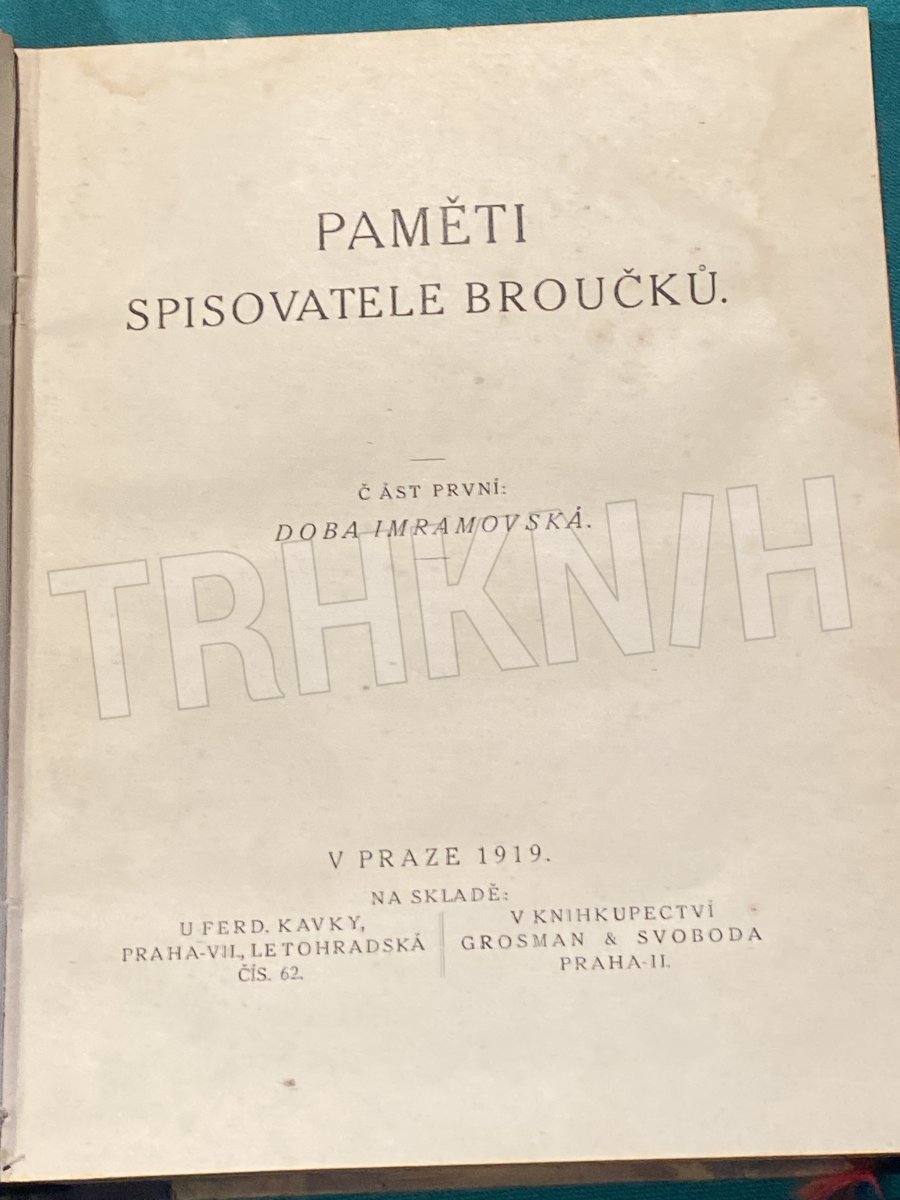 PAMĚTI
SPISOVATELE BROUČKŮ.
ČÁST PRVNÍ:
DOBA IMRAMOVSKÁ.
TRHKNIH
V PRAZE 1919.
NA SKLADĚ:
U FERD. KAVKY,
PRAHA-VII., LETOHRADSKÁ
ČÍS. 62.
V KNIHKUPECTVÍ
GROSMAN & SVOBODA
PRAHA-II.